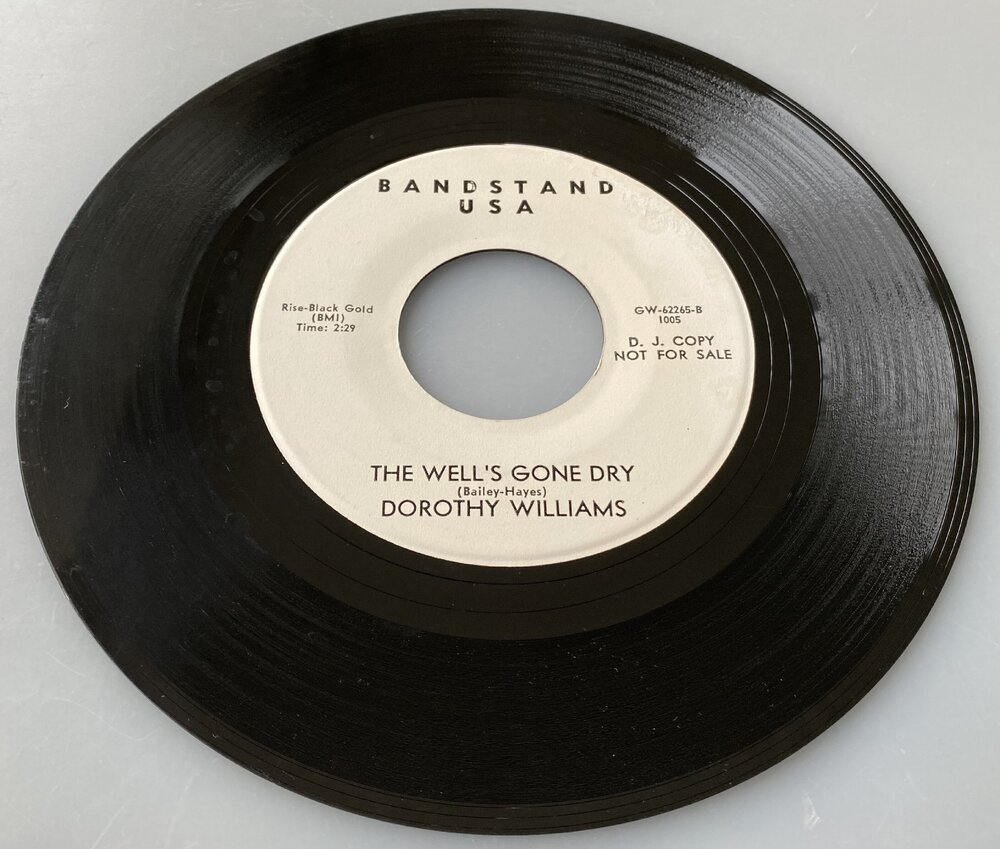 BANDSTAND
USA
Rise-Black Gold
(BMI)
Time: 2:29
GW-62265-B
1005
D. J. COPY
NOT FOR SALE
THE WELL'S GONE DRY
(Bailey-Hayes)
DOROTHY WILLIAMS